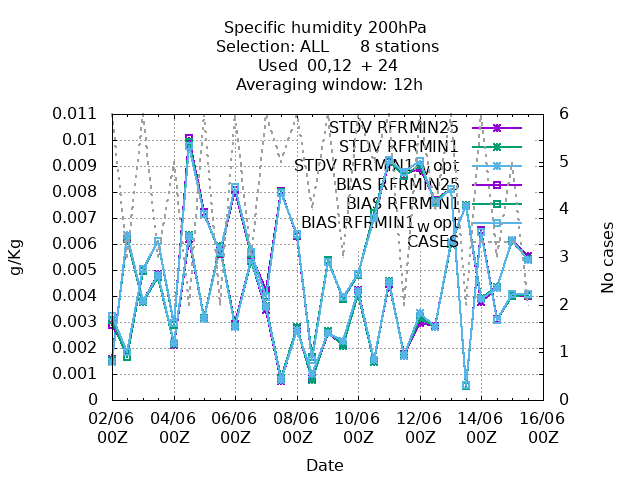 Specific humidity 200hPa
Selection: ALL 8 stations
Used 00,12 + 24
Averaging window: 12h
g/Kg
0.011
0.01
0.009
0.008
0.007
0.006
0.005
0.004
0.003
0.002
0.001
0
STDV RFRMIN25
STDV RFRMIN1
STDV RFRMIN1_w_opt
BIAS RFRMIN25
BIAS RFRMIN1
BIAS RFRMIN1_w_opt
CASES
6
5
4
3
2
1
0
No cases
02/06 04/06 06/06 08/06 10/06 12/06 14/06 16/06
00Z 00Z 00Z 00Z 00Z 00Z 00Z 00Z
Date